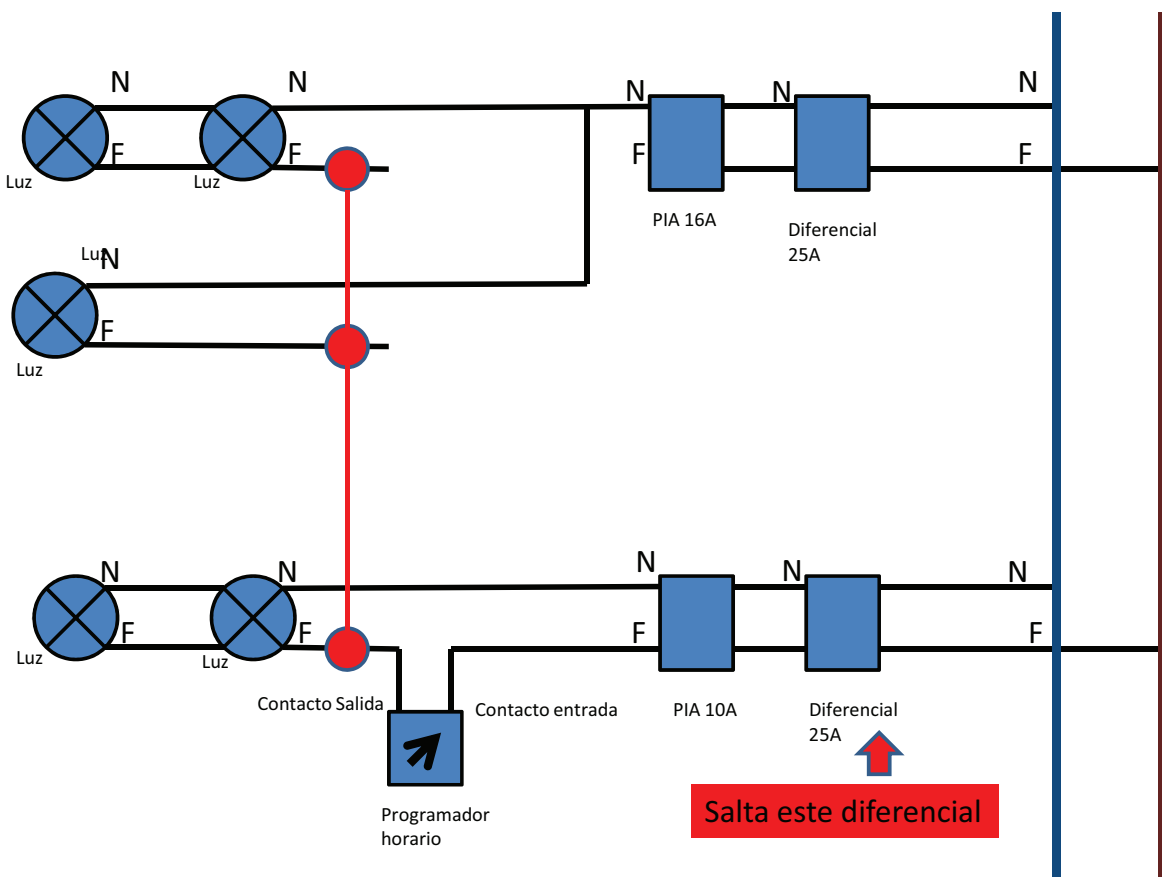 N
N
N
N
N
F
F
F
F
Luz
Luz
PIA 16A
Diferencial
25A
Luz
N
F
Luz
N
N
N
N
N
F
F
F
F
Luz
Luz
Contacto Salida
Contacto entrada
PIA 10A
Diferencial
25A
Programador
horario
Salta este diferencial